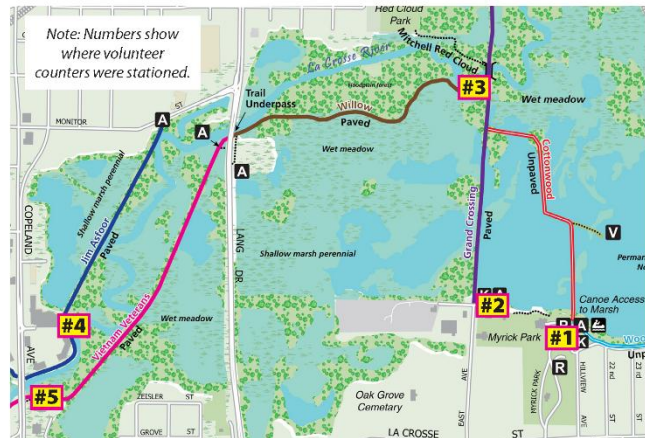 Note: Numbers show
where volunteer
counters were stationed.
Red Cloud
Park
Mitchell Red Cloud
La Crosse River
#3
Wet meadow
MONITOR
ST
A
A
Trail
Underpass
A
Willow
Paved
Wet meadow
Cottonwood
Unpaved
V
Shallow marsh perennial
Jim Asfoor
Paved
COPELAND
AVE
LANG
DR
Shallow marsh perennial
Grand Crossing
Paved
Vietnam Veterans
Paved
Wet meadow
#2
Canoe Access
to Marsh
Myrick Park
#1
A
K
R
#4
#5
ZEISLER ST
GROVE ST
Oak Grove
Cemetery
LA CROSSE ST
EAST
AVE
MYRICK PARK
HILLVIEW
22 nd
23 rd